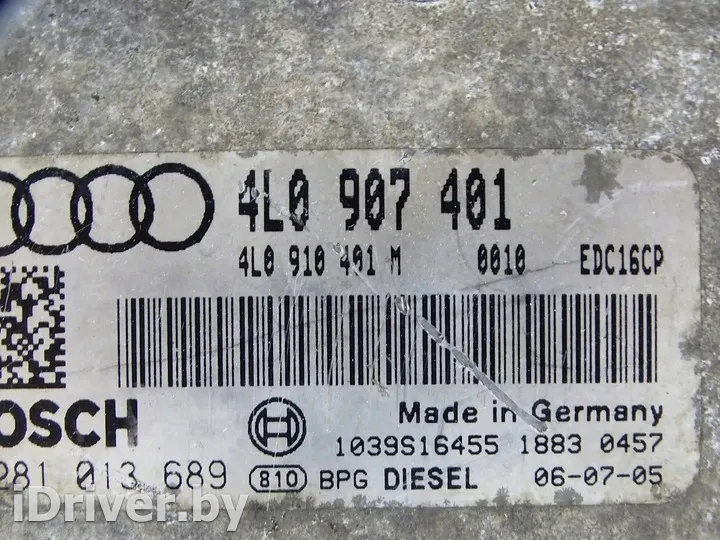 4L0 907 401
4L0 910 401 M 0010 EDC16CP
OSCH
Made in Germany
1039S16455 1883 0457
281 013 689 810 BPG DIESEL 06-07-05
iDriver.by